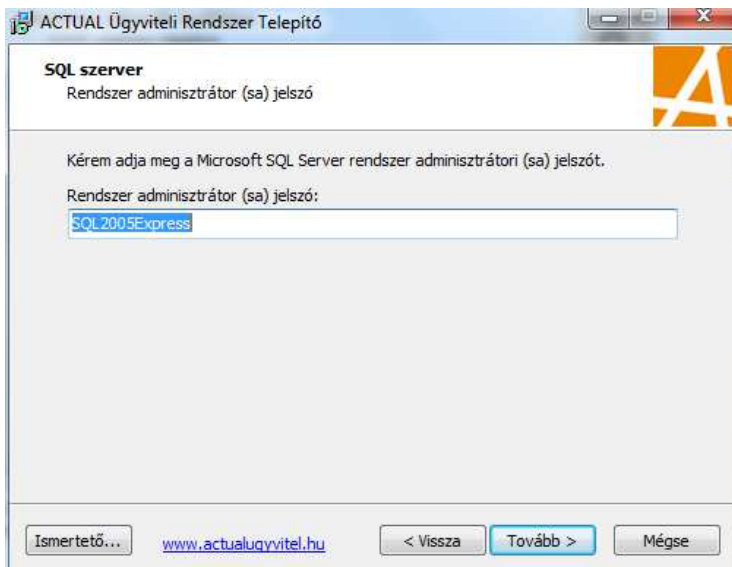 ACTUAL Ügyviteli Rendszer Telepítő
SQL szerver
Rendszer adminisztrátor (sa) jelszó
Kérem adja meg a Microsoft SQL Server rendszer adminisztrátori (sa) jelszót.
Rendszer adminisztrátor (sa) jelszó:
SQL2005Express
Ismertető... www.actualugyvitel.hu < Vissza Tovább > Mégse